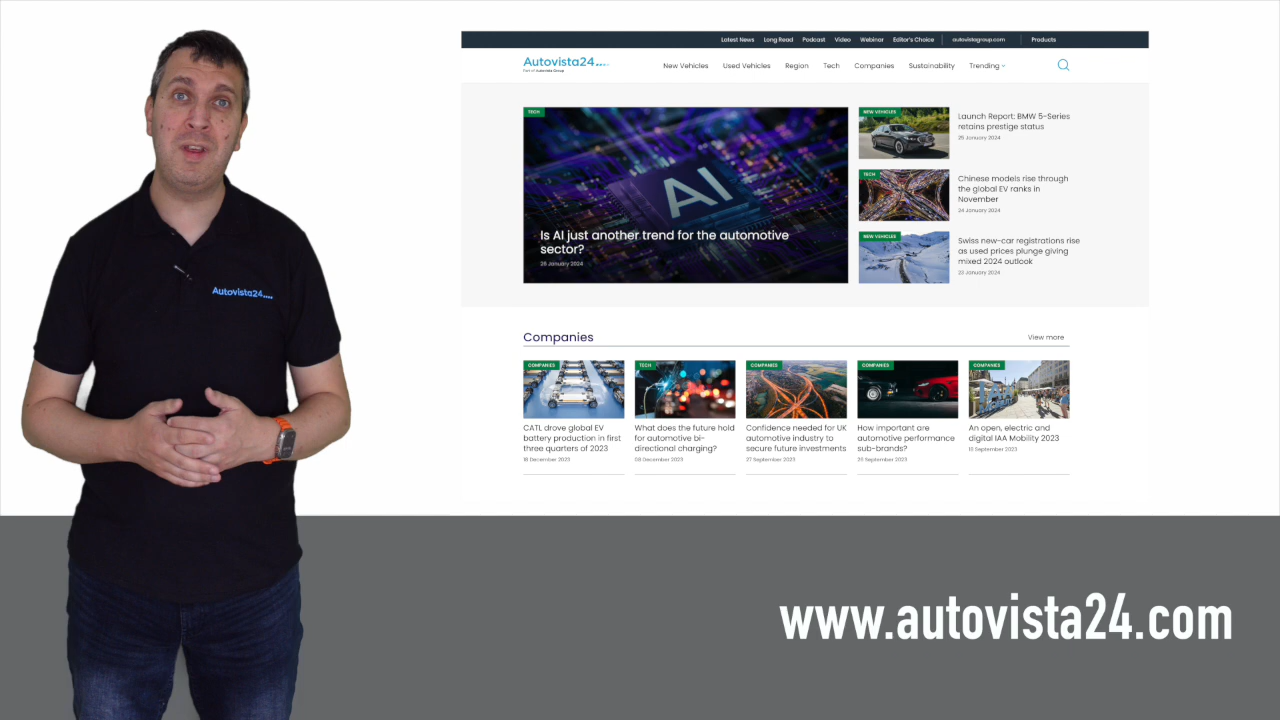 Latest News Long Read Podcast Video Webinar Editor's Choice autovistagroup.com Products
Autovista24
Part of Autovista Group
New Vehicles Used Vehicles Region Tech Companies Sustainability Trending
TECH
AI
Is AI just another trend for the automotive
sector?
26 January 2024
NEW VEHICLES
Launch Report: BMW 5-Series
retains prestige status
25 January 2024
TECH
Chinese models rise through
the global EV ranks in
November
24 January 2024
NEW VEHICLES
Swiss new-car registrations rise
as used prices plunge giving
mixed 2024 outlook
23 January 2024
Autovista24
Companies
View more
COMPANIES
CATL drove global EV
battery production in first
three quarters of 2023
18 December 2023
TECH
What does the future hold
for automotive bi-
directional charging?
08 December 2023
COMPANIES
Confidence needed for UK
automotive industry to
secure future investments
27 September 2023
COMPANIES
How important are
automotive performance
sub-brands?
COMPANIES
An open, electric and
digital IAA Mobility 2023
www.autovista24.com